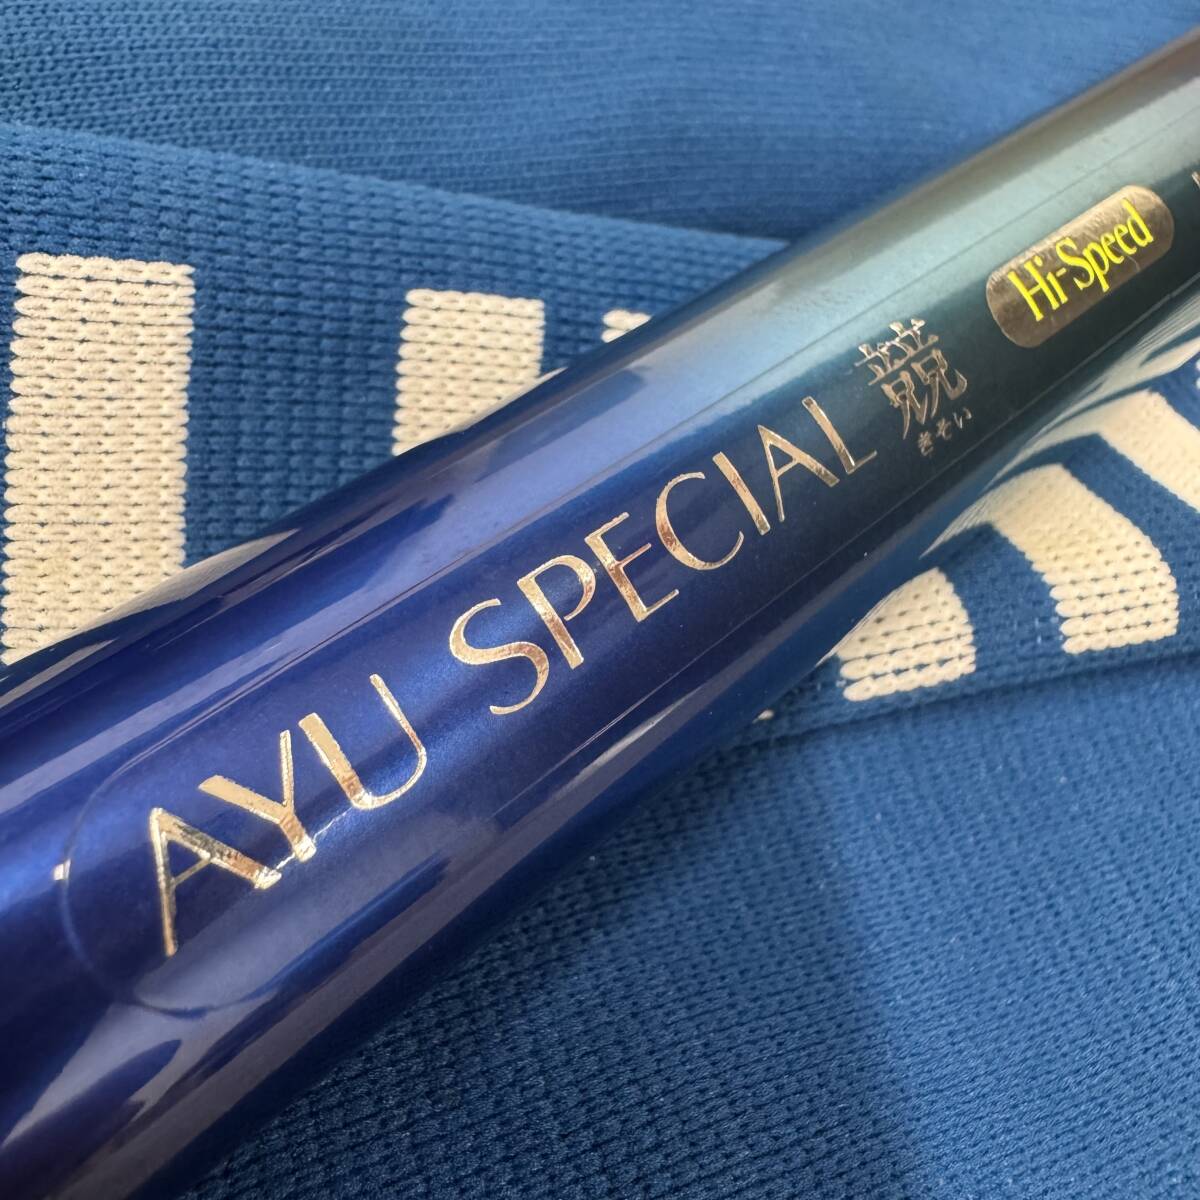 AYU SPECIAL 競
きそい
Hi-Speed